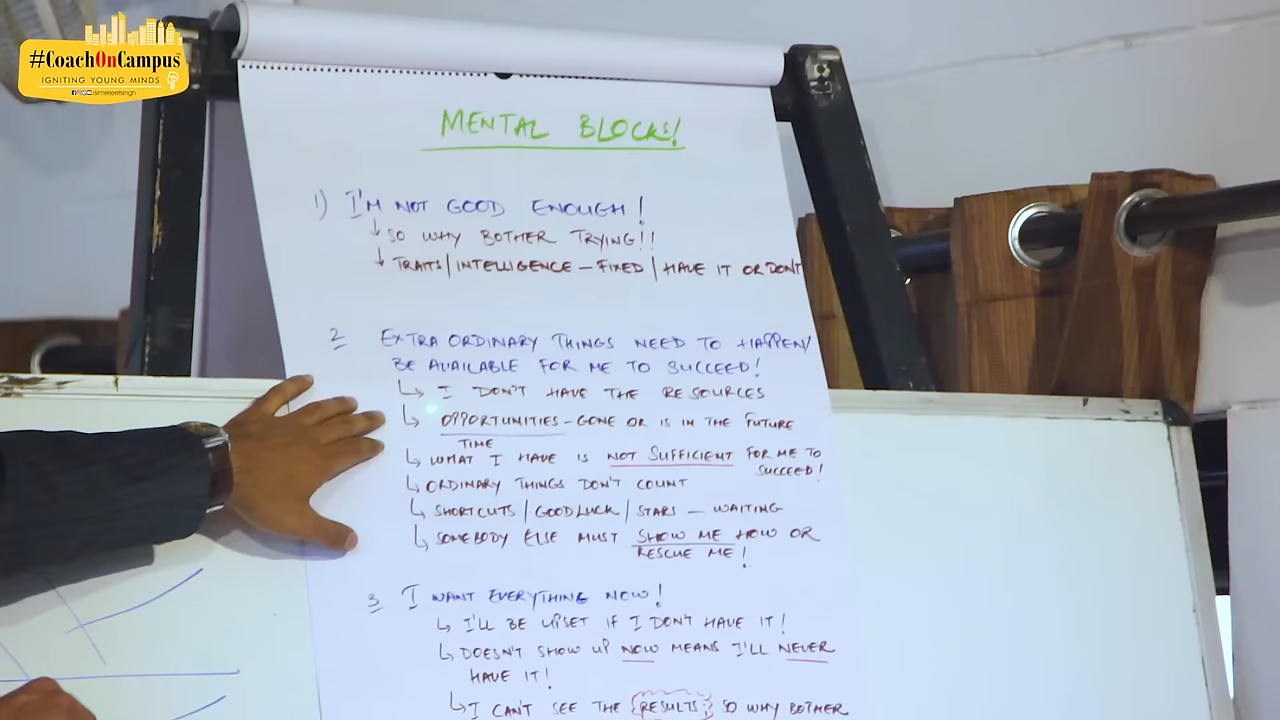 #CoachOnCampus
IGNITING YOUNG MINDS
/simerjeetsingh
MENTAL BLOCKS!
1) I'M NOT GOOD ENOUGH!
↓ SO WHY BOTHER TRYING!!
↓ TRAITS/INTELLIGENCE – FIXED / HAVE IT OR DONT
2 EXTRA ORDINARY THINGS NEED TO HAPPEN/
BE AVAILABLE FOR ME TO SUCCEED!
↳ I DON'T HAVE THE RESOURCES
↳ OPPORTUNITIES – GONE OR IS IN THE FUTURE
TIME
↳ WHAT I HAVE IS NOT SUFFICIENT FOR ME TO
SUCCEED!
↳ ORDINARY THINGS DON'T COUNT
↳ SHORTCUTS / GOODLUCK / STARS – WAITING
↳ SOMEBODY ELSE MUST SHOW ME HOW OR
RESCUE ME!
3 I WANT EVERYTHING NOW!
↳ I'LL BE UPSET IF I DON'T HAVE IT!
↳ DOESN'T SHOW UP NOW MEANS I'LL NEVER
HAVE IT!
↳ I CAN'T SEE THE RESULTS, SO WHY BOTHER